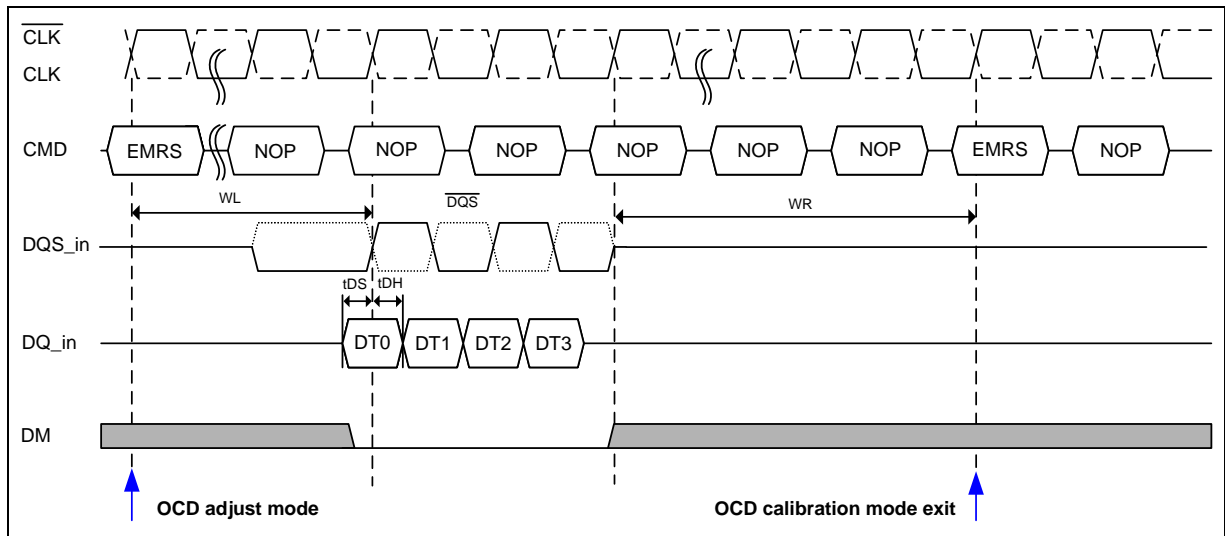 CLK
CLK
CMD EMRS NOP NOP NOP NOP NOP NOP EMRS NOP
WL DQS WR
DQS_in
tDS tDH
DQ_in DT0 DT1 DT2 DT3
DM
OCD adjust mode OCD calibration mode exit